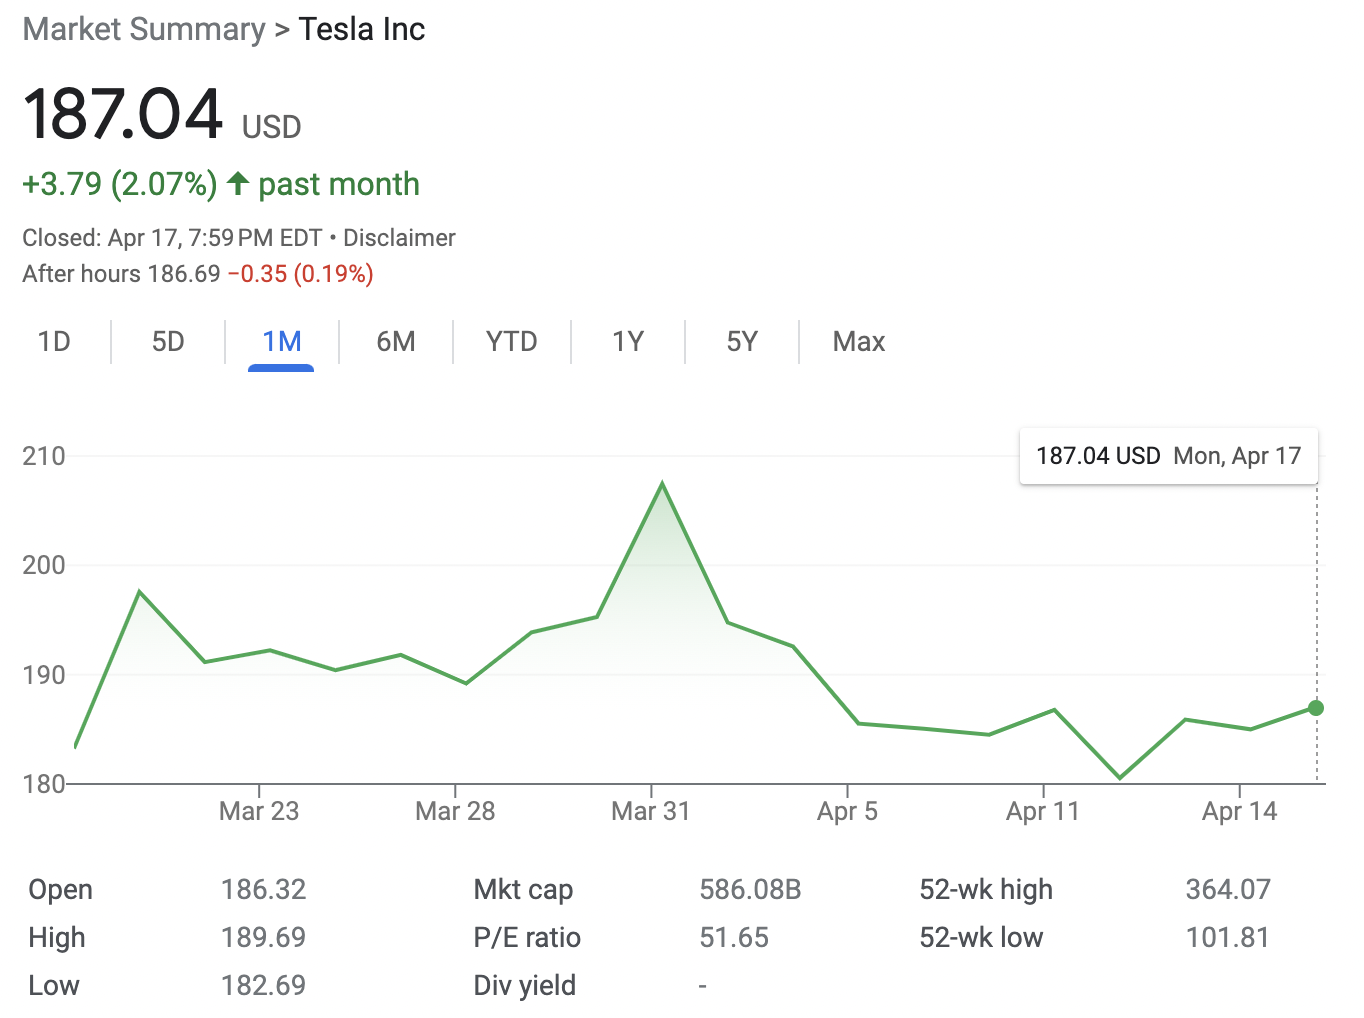 Market Summary > Tesla Inc
187.04 USD
+3.79 (2.07%) ↑ past month
Closed: Apr 17, 7:59 PM EDT • Disclaimer
After hours 186.69 −0.35 (0.19%)
1D 5D 1M 6M YTD 1Y 5Y Max
210
187.04 USD Mon, Apr 17
200
190
180
Mar 23 Mar 28 Mar 31 Apr 5 Apr 11 Apr 14
Open 186.32 Mkt cap 586.08B 52-wk high 364.07
High 189.69 P/E ratio 51.65 52-wk low 101.81
Low 182.69 Div yield -